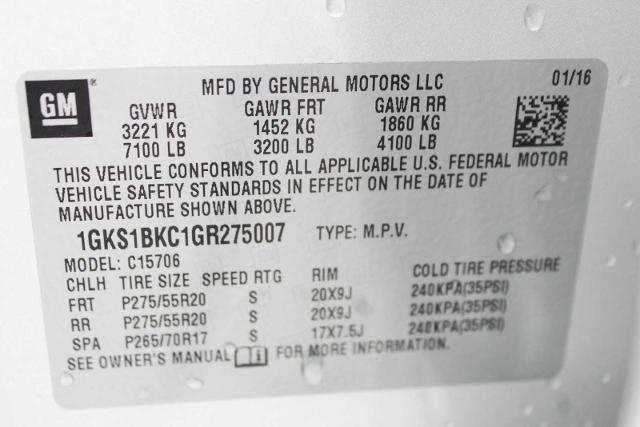 GM
MFD BY GENERAL MOTORS LLC 01/16
GVWR GAWR FRT GAWR RR
3221 KG 1452 KG 1860 KG
7100 LB 3200 LB 4100 LB
THIS VEHICLE CONFORMS TO ALL APPLICABLE U.S. FEDERAL MOTOR
VEHICLE SAFETY STANDARDS IN EFFECT ON THE DATE OF
MANUFACTURE SHOWN ABOVE.
1GKS1BKC1GR275007 TYPE: M.P.V.
MODEL: C15706
CHLH TIRE SIZE SPEED RTG RIM COLD TIRE PRESSURE
FRT P275/55R20 S 20X9J 240KPA(35PSI)
RR P275/55R20 S 20X9J 240KPA(35PSI)
SPA P265/70R17 S 17X7.5J 240KPA(35PSI)
SEE OWNER'S MANUAL FOR MORE INFORMATION.